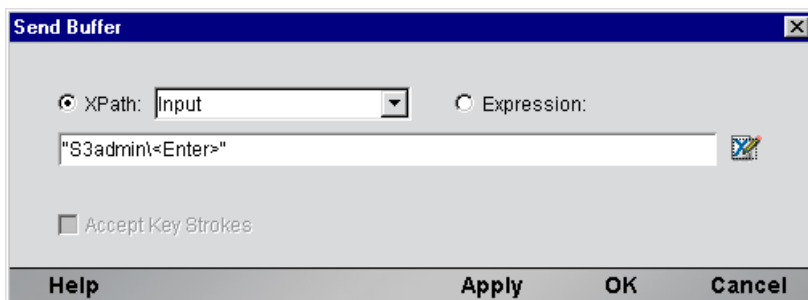 Send Buffer
XPath: Input Expression:
"S3admin\<Enter>"
Accept Key Strokes
Help Apply OK Cancel